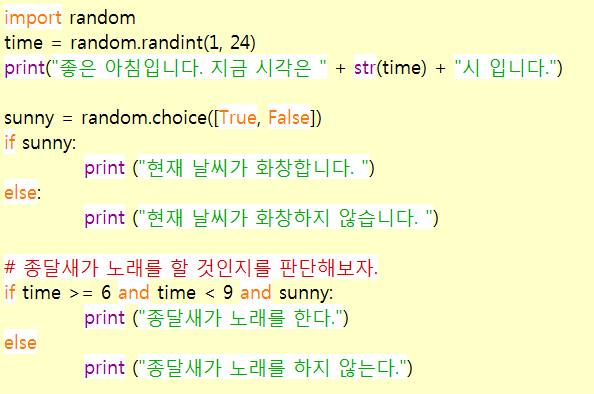 import random
time = random.randint(1, 24)
print("좋은 아침입니다. 지금 시각은 " + str(time) + "시 입니다.")
sunny = random.choice([True, False])
if sunny:
print ("현재 날씨가 화창합니다. ")
else:
print ("현재 날씨가 화창하지 않습니다. ")
# 종달새가 노래를 할 것인지를 판단해보자.
if time >= 6 and time < 9 and sunny:
print ("종달새가 노래를 한다.")
else
print ("종달새가 노래를 하지 않는다.")